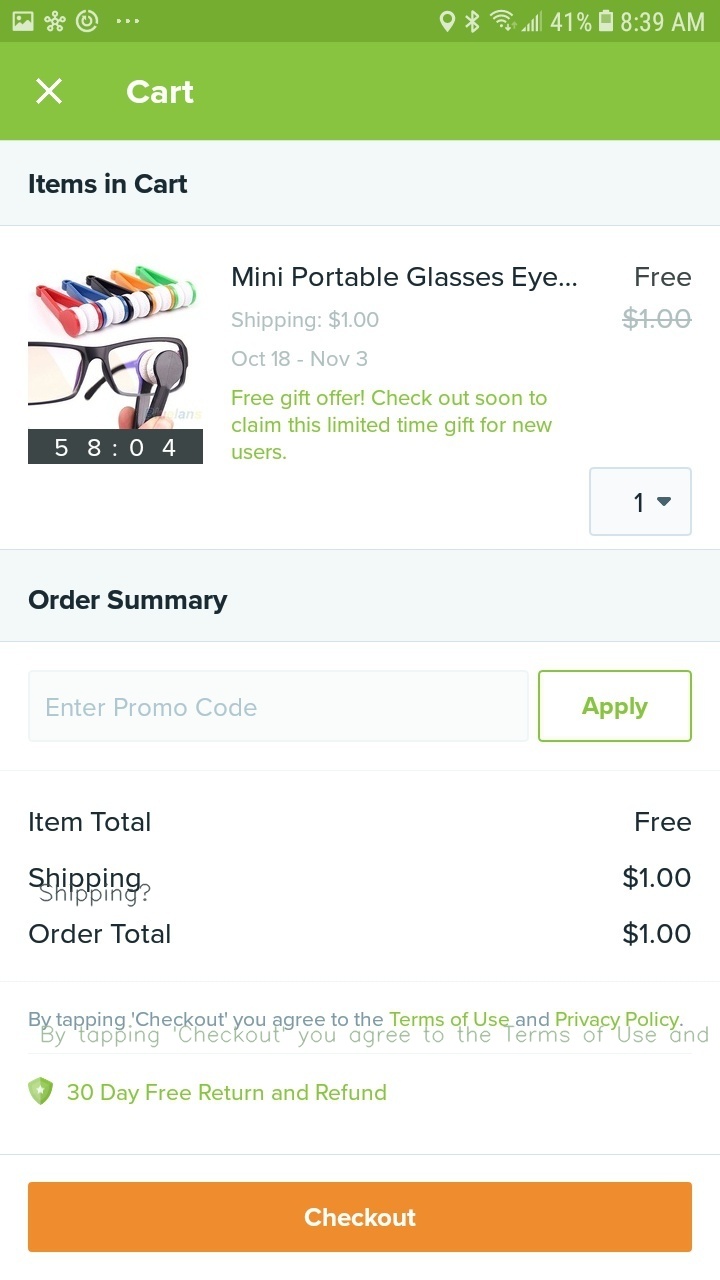 41% 8:39 AM
Cart
Items in Cart
Mini Portable Glasses Eye... Free
Shipping: $1.00 $1.00
Oct 18 - Nov 3
Free gift offer! Check out soon to
claim this limited time gift for new
users.
58:04
1
Order Summary
Enter Promo Code Apply
Item Total Free
Shipping $1.00
Shipping?
Order Total $1.00
By tapping 'Checkout' you agree to the Terms of Use and Privacy Policy.
By tapping 'Checkout' you agree to the Terms of Use and
30 Day Free Return and Refund
Checkout